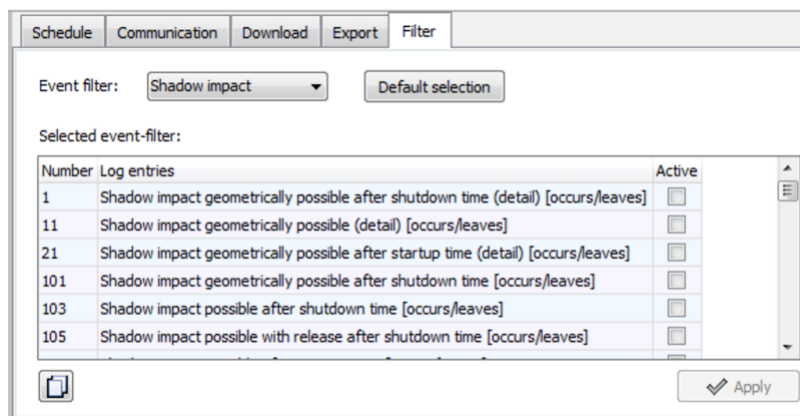 Schedule Communication Download Export Filter
Event filter: Shadow impact Default selection
Selected event-filter:
Number Log entries Active
1 Shadow impact geometrically possible after shutdown time (detail) [occurs/leaves]
11 Shadow impact geometrically possible (detail) [occurs/leaves]
21 Shadow impact geometrically possible after startup time (detail) [occurs/leaves]
101 Shadow impact geometrically possible after shutdown time [occurs/leaves]
103 Shadow impact possible after shutdown time [occurs/leaves]
105 Shadow impact possible with release after shutdown time [occurs/leaves]
Apply